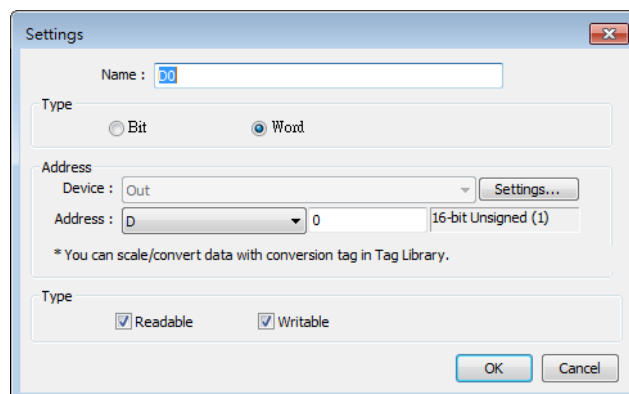 Settings
Name : D0
Type
Bit Word
Address
Device : Out Settings...
Address : D 0 16-bit Unsigned (1)
* You can scale/convert data with conversion tag in Tag Library.
Type
Readable Writable
OK Cancel